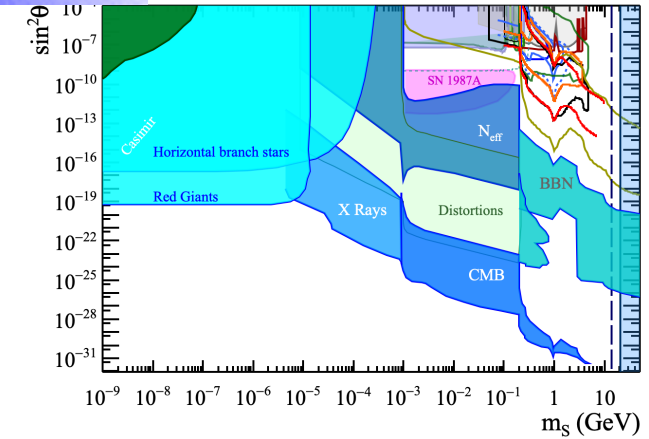 sin²θ
10⁻⁴
10⁻⁷
10⁻¹⁰
10⁻¹³
10⁻¹⁶
10⁻¹⁹
10⁻²²
10⁻²⁵
10⁻²⁸
10⁻³¹
Casimir
Horizontal branch stars
Red Giants
SN 1987A
N_eff
BBN
X Rays
Distortions
CMB
10⁻⁹ 10⁻⁸ 10⁻⁷ 10⁻⁶ 10⁻⁵ 10⁻⁴ 10⁻³ 10⁻² 10⁻¹ 1 10
m_S (GeV)